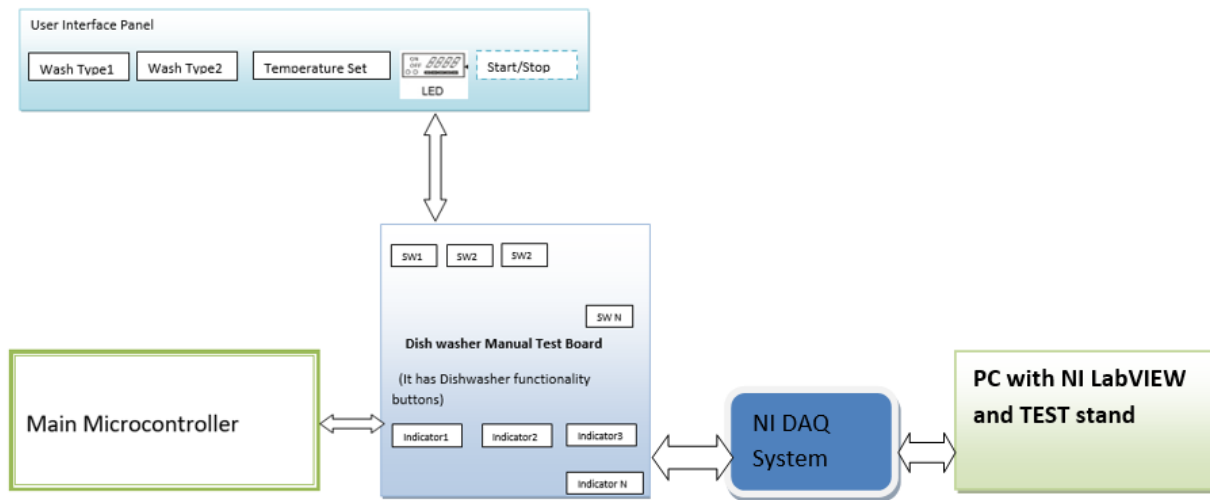 User Interface Panel
Wash Type1
Wash Type2
Temperature Set
ON
OFF
Start/Stop
LED
SW1
SW2
SW2
SW N
Dish washer Manual Test Board
(It has Dishwasher functionality
buttons)
Indicator1
Indicator2
Indicator3
Indicator N
Main Microcontroller
NI DAQ
System
PC with NI LabVIEW
and TEST stand